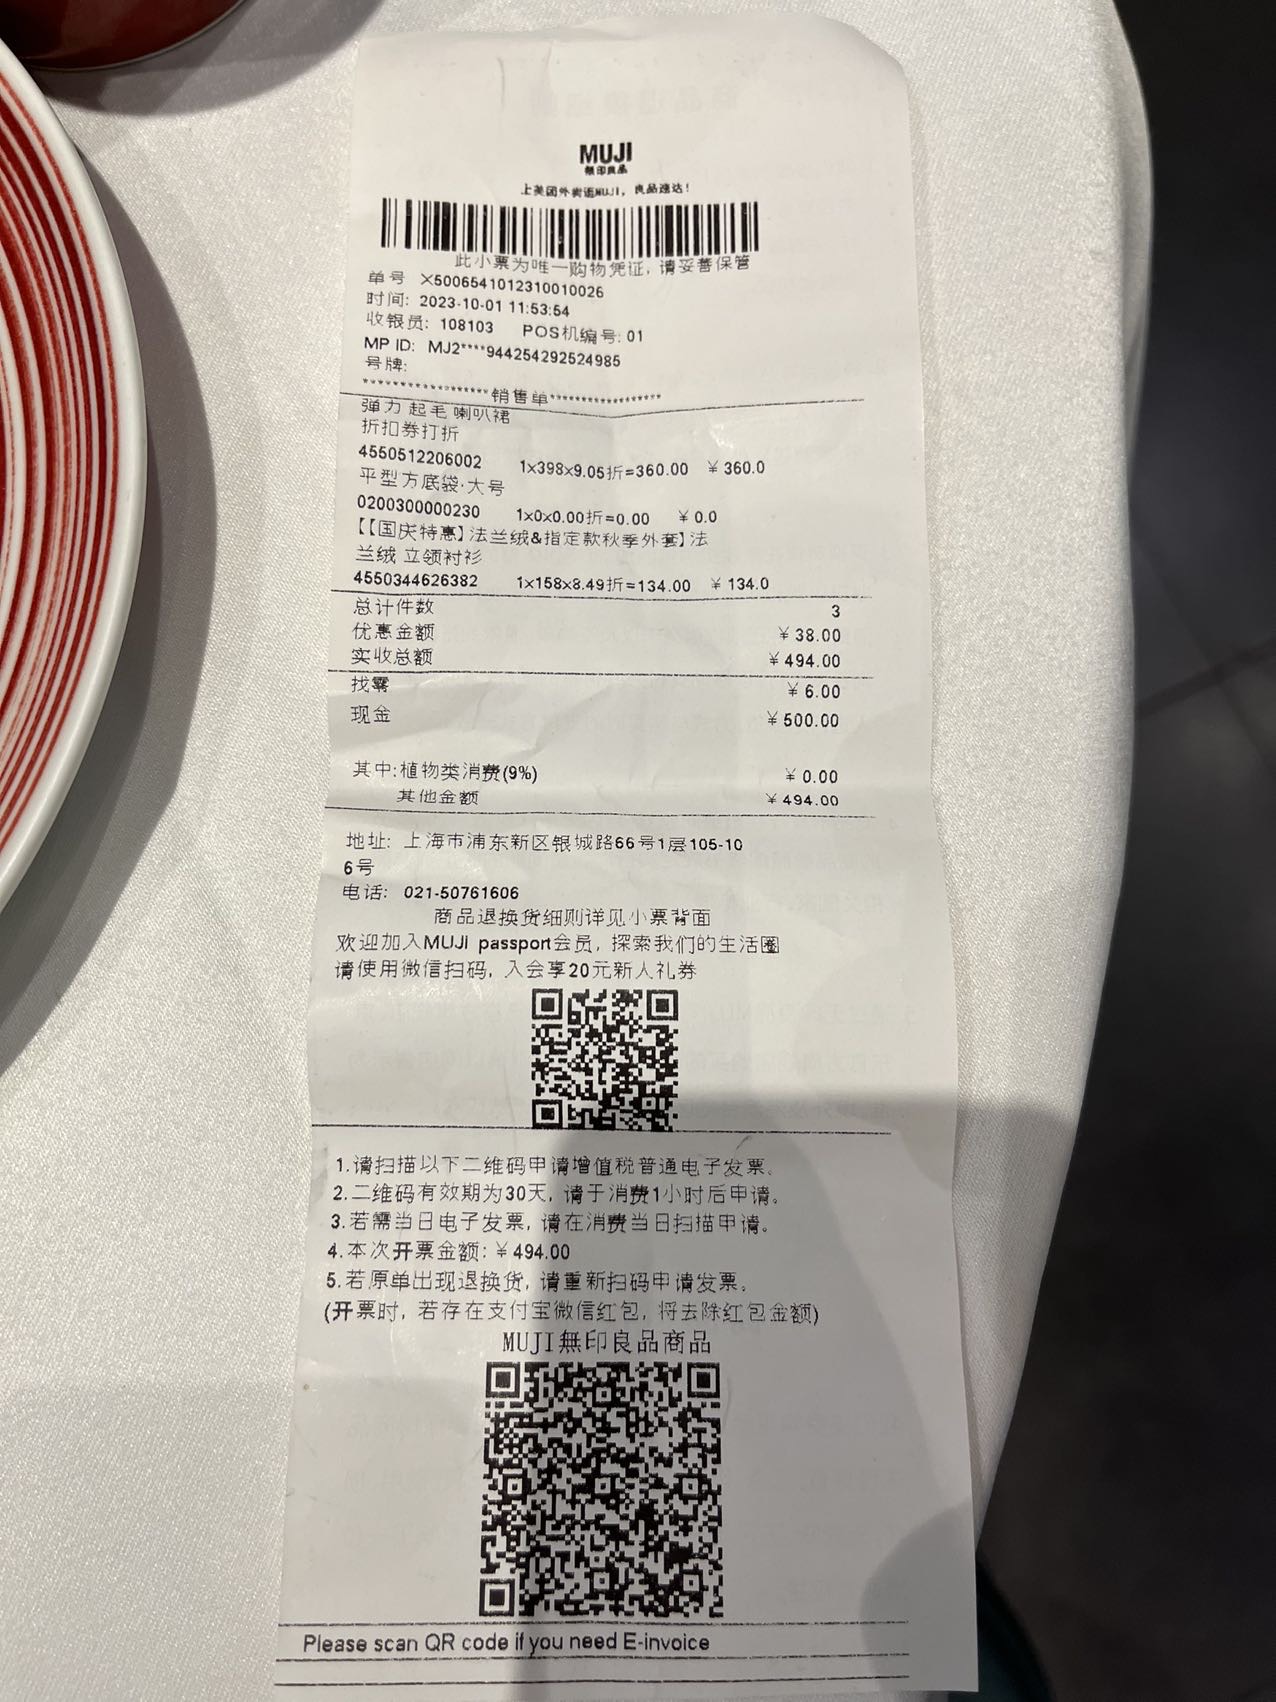 MUJI
無印良品
上美团外卖逛MUJI，良品速达！
此小票为唯一购物凭证，请妥善保管
单号 X5006541012310010026
时间: 2023-10-01 11:53:54
收银员: 108103 POS机编号: 01
MP ID: MJ2****944254292524985
号牌:
******************销售单******************
弹力 起毛 喇叭裙
折扣券打折
4550512206002 1×398×9.05折=360.00 ￥360.0
平型方底袋·大号
0200300000230 1×0×0.00折=0.00 ￥0.0
【【国庆特惠】法兰绒&指定款秋季外套】法
兰绒 立领衬衫
4550344626382 1×158×8.49折=134.00 ￥134.0
总计件数 3
优惠金额 ￥38.00
实收总额 ￥494.00
找零 ￥6.00
现金 ￥500.00
其中:植物类消费(9%) ￥0.00
其他金额 ￥494.00
地址: 上海市浦东新区银城路66号1层105-10
6号
电话: 021-50761606
商品退换货细则详见小票背面
欢迎加入MUJI passport会员，探索我们的生活圈
请使用微信扫码，入会享20元新人礼券
1.请扫描以下二维码申请增值税普通电子发票。
2.二维码有效期为30天，请于消费1小时后申请。
3.若需当日电子发票，请在消费当日扫描申请。
4.本次开票金额:￥494.00
5.若原单出现退换货，请重新扫码申请发票。
(开票时，若存在支付宝微信红包，将去除红包金额)
MUJI無印良品商品
Please scan QR code if you need E-invoice